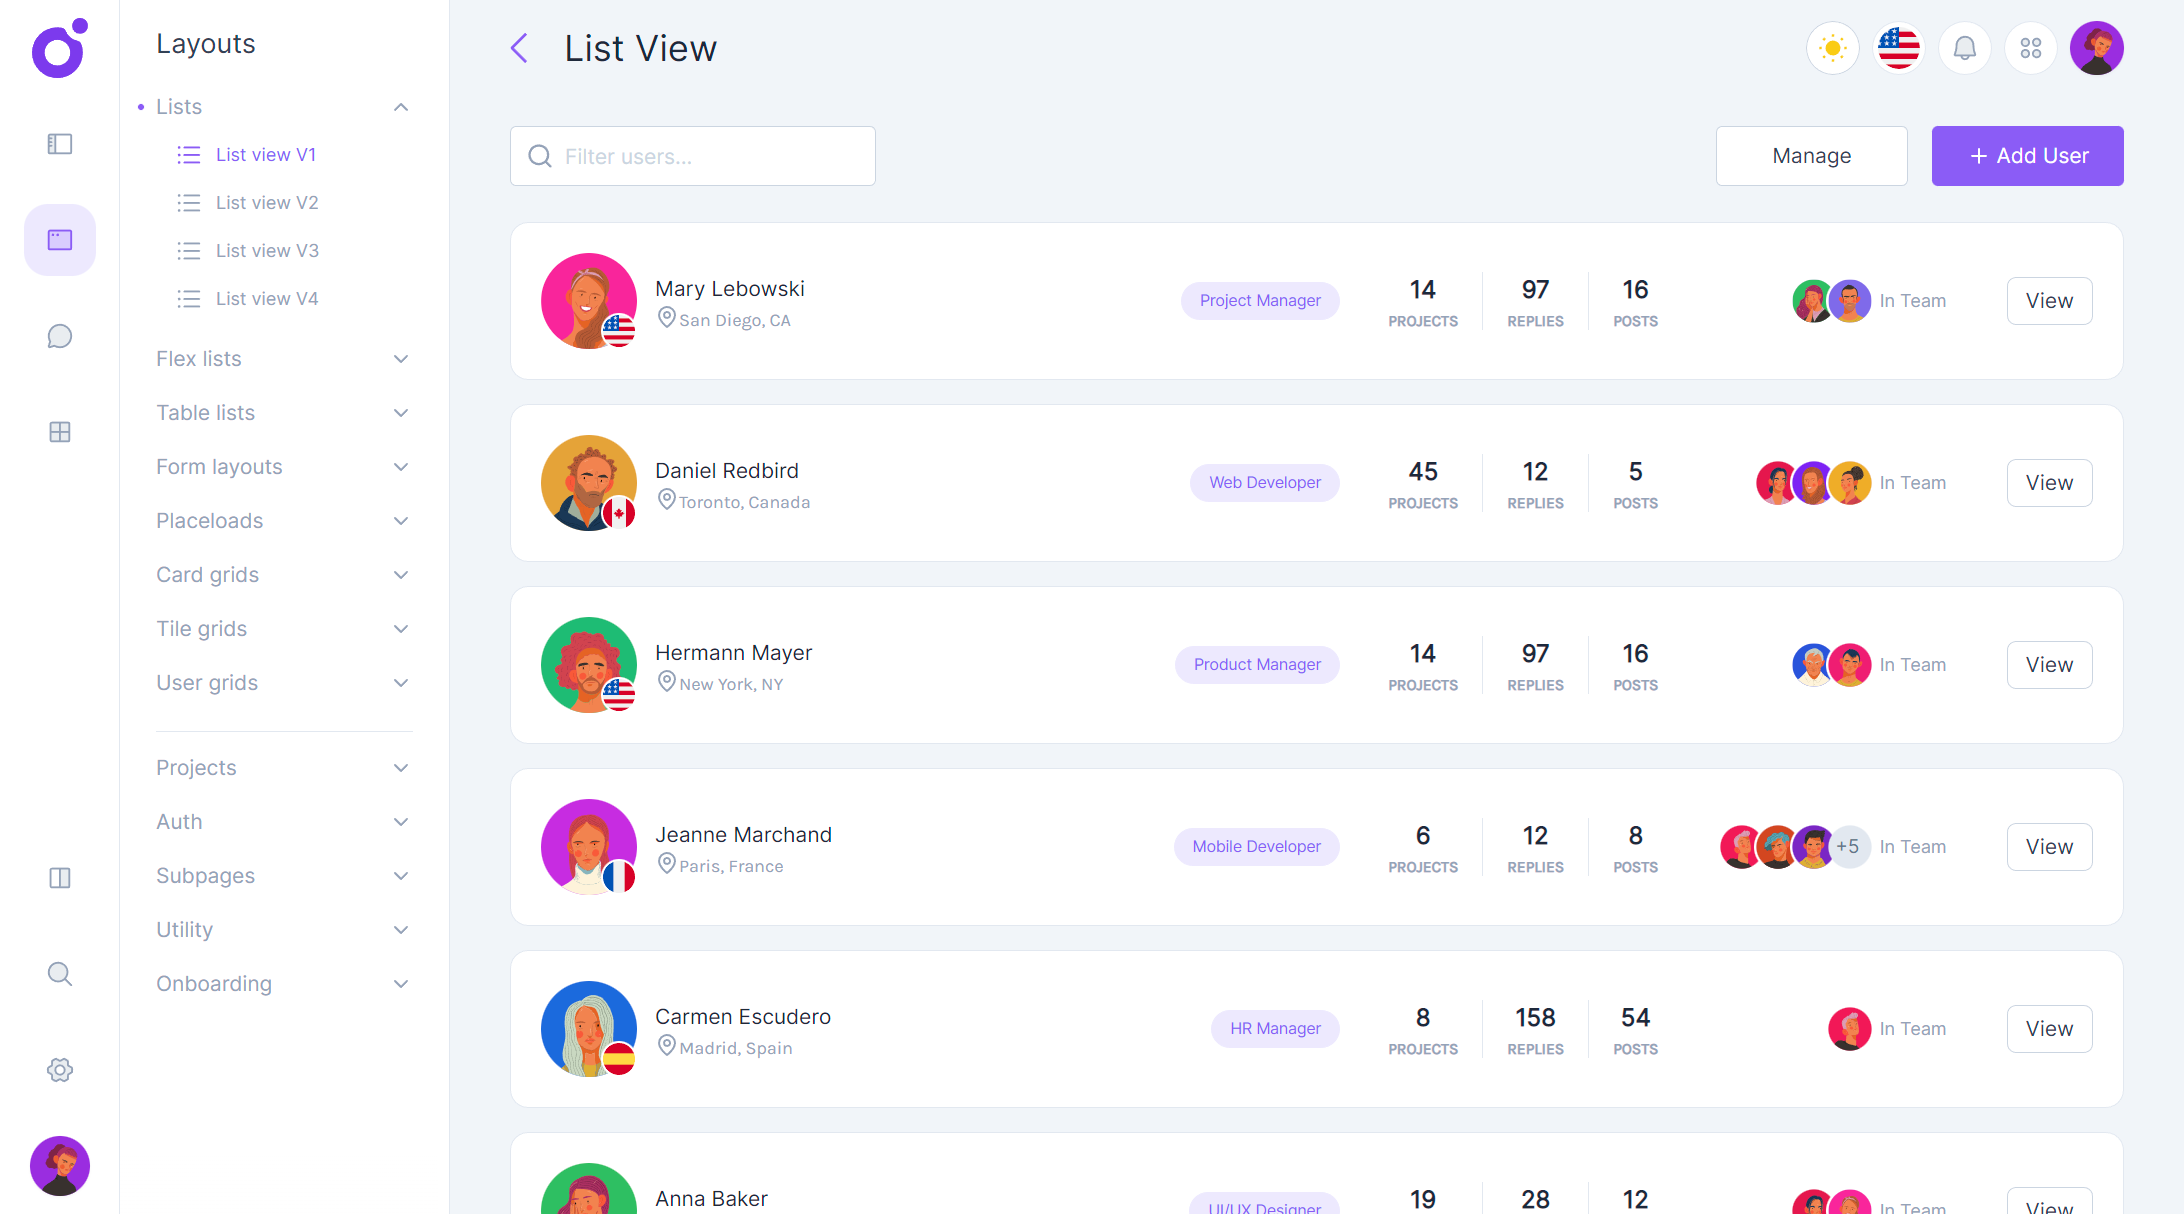 Layouts
Lists
List view V1
List view V2
List view V3
List view V4
Flex lists
Table lists
Form layouts
Placeloads
Card grids
Tile grids
User grids
Projects
Auth
Subpages
Utility
Onboarding
List View
Filter users...
Manage
+ Add User
Mary Lebowski
San Diego, CA
Project Manager
14 97 16
PROJECTS REPLIES POSTS
In Team
View
Daniel Redbird
Toronto, Canada
Web Developer
45 12 5
PROJECTS REPLIES POSTS
In Team
View
Hermann Mayer
New York, NY
Product Manager
14 97 16
PROJECTS REPLIES POSTS
In Team
View
Jeanne Marchand
Paris, France
Mobile Developer
6 12 8
PROJECTS REPLIES POSTS
+5
In Team
View
Carmen Escudero
Madrid, Spain
HR Manager
8 158 54
PROJECTS REPLIES POSTS
In Team
View
Anna Baker
UI/UX Designer
19 28 12
In Team
View